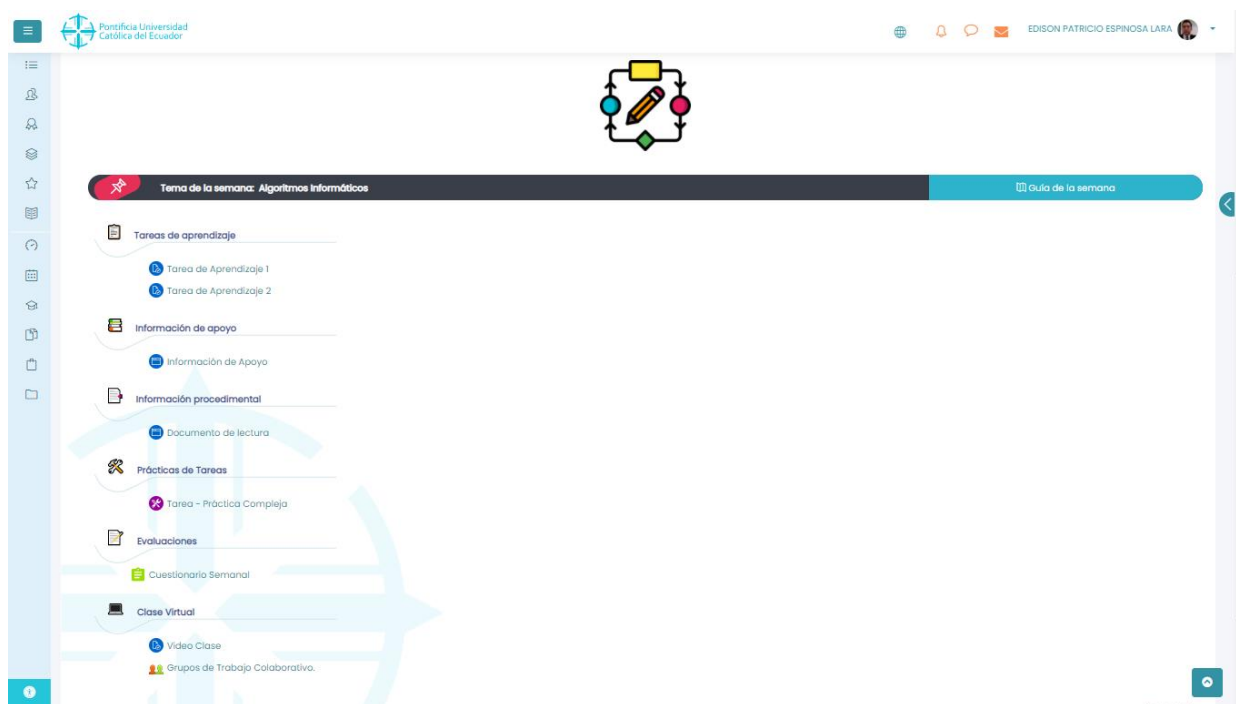 Pontificia Universidad
Católica del Ecuador
EDISON PATRICIO ESPINOSA LARA
Tema de la semana: Algoritmos Informáticos
Guía de la semana
Tareas de aprendizaje
Tarea de Aprendizaje 1
Tarea de Aprendizaje 2
Información de apoyo
Información de Apoyo
Información procedimental
Documento de lectura
Prácticas de Tareas
Tarea - Práctica Compleja
Evaluaciones
Cuestionario Semanal
Clase Virtual
Video Clase
Grupos de Trabajo Colaborativo.